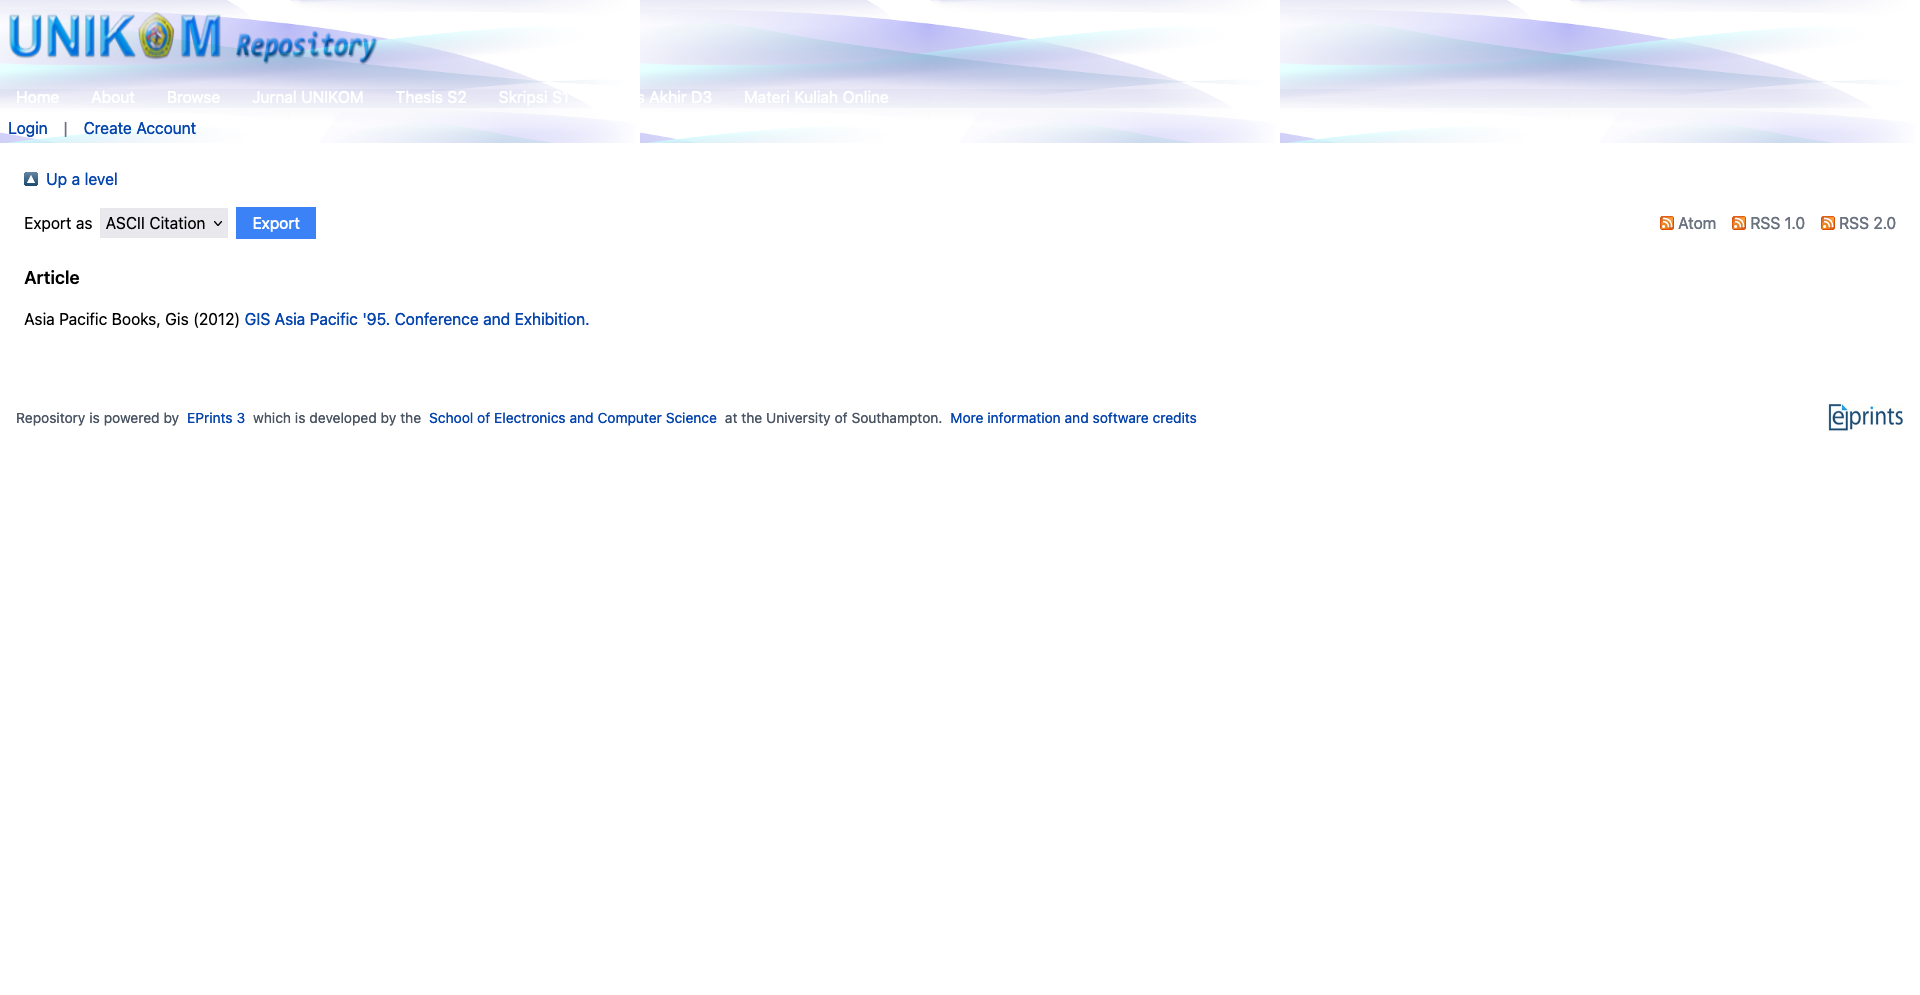 UNIKOM Repository
Home About Browse Jurnal UNIKOM Thesis S2 Skripsi S1 s Akhir D3 Materi Kuliah Online
Login | Create Account
Up a level
Export as ASCII Citation Export Atom RSS 1.0 RSS 2.0
Article
Asia Pacific Books, Gis (2012) GIS Asia Pacific '95. Conference and Exhibition.
Repository is powered by EPrints 3 which is developed by the School of Electronics and Computer Science at the University of Southampton. More information and software credits
eprints